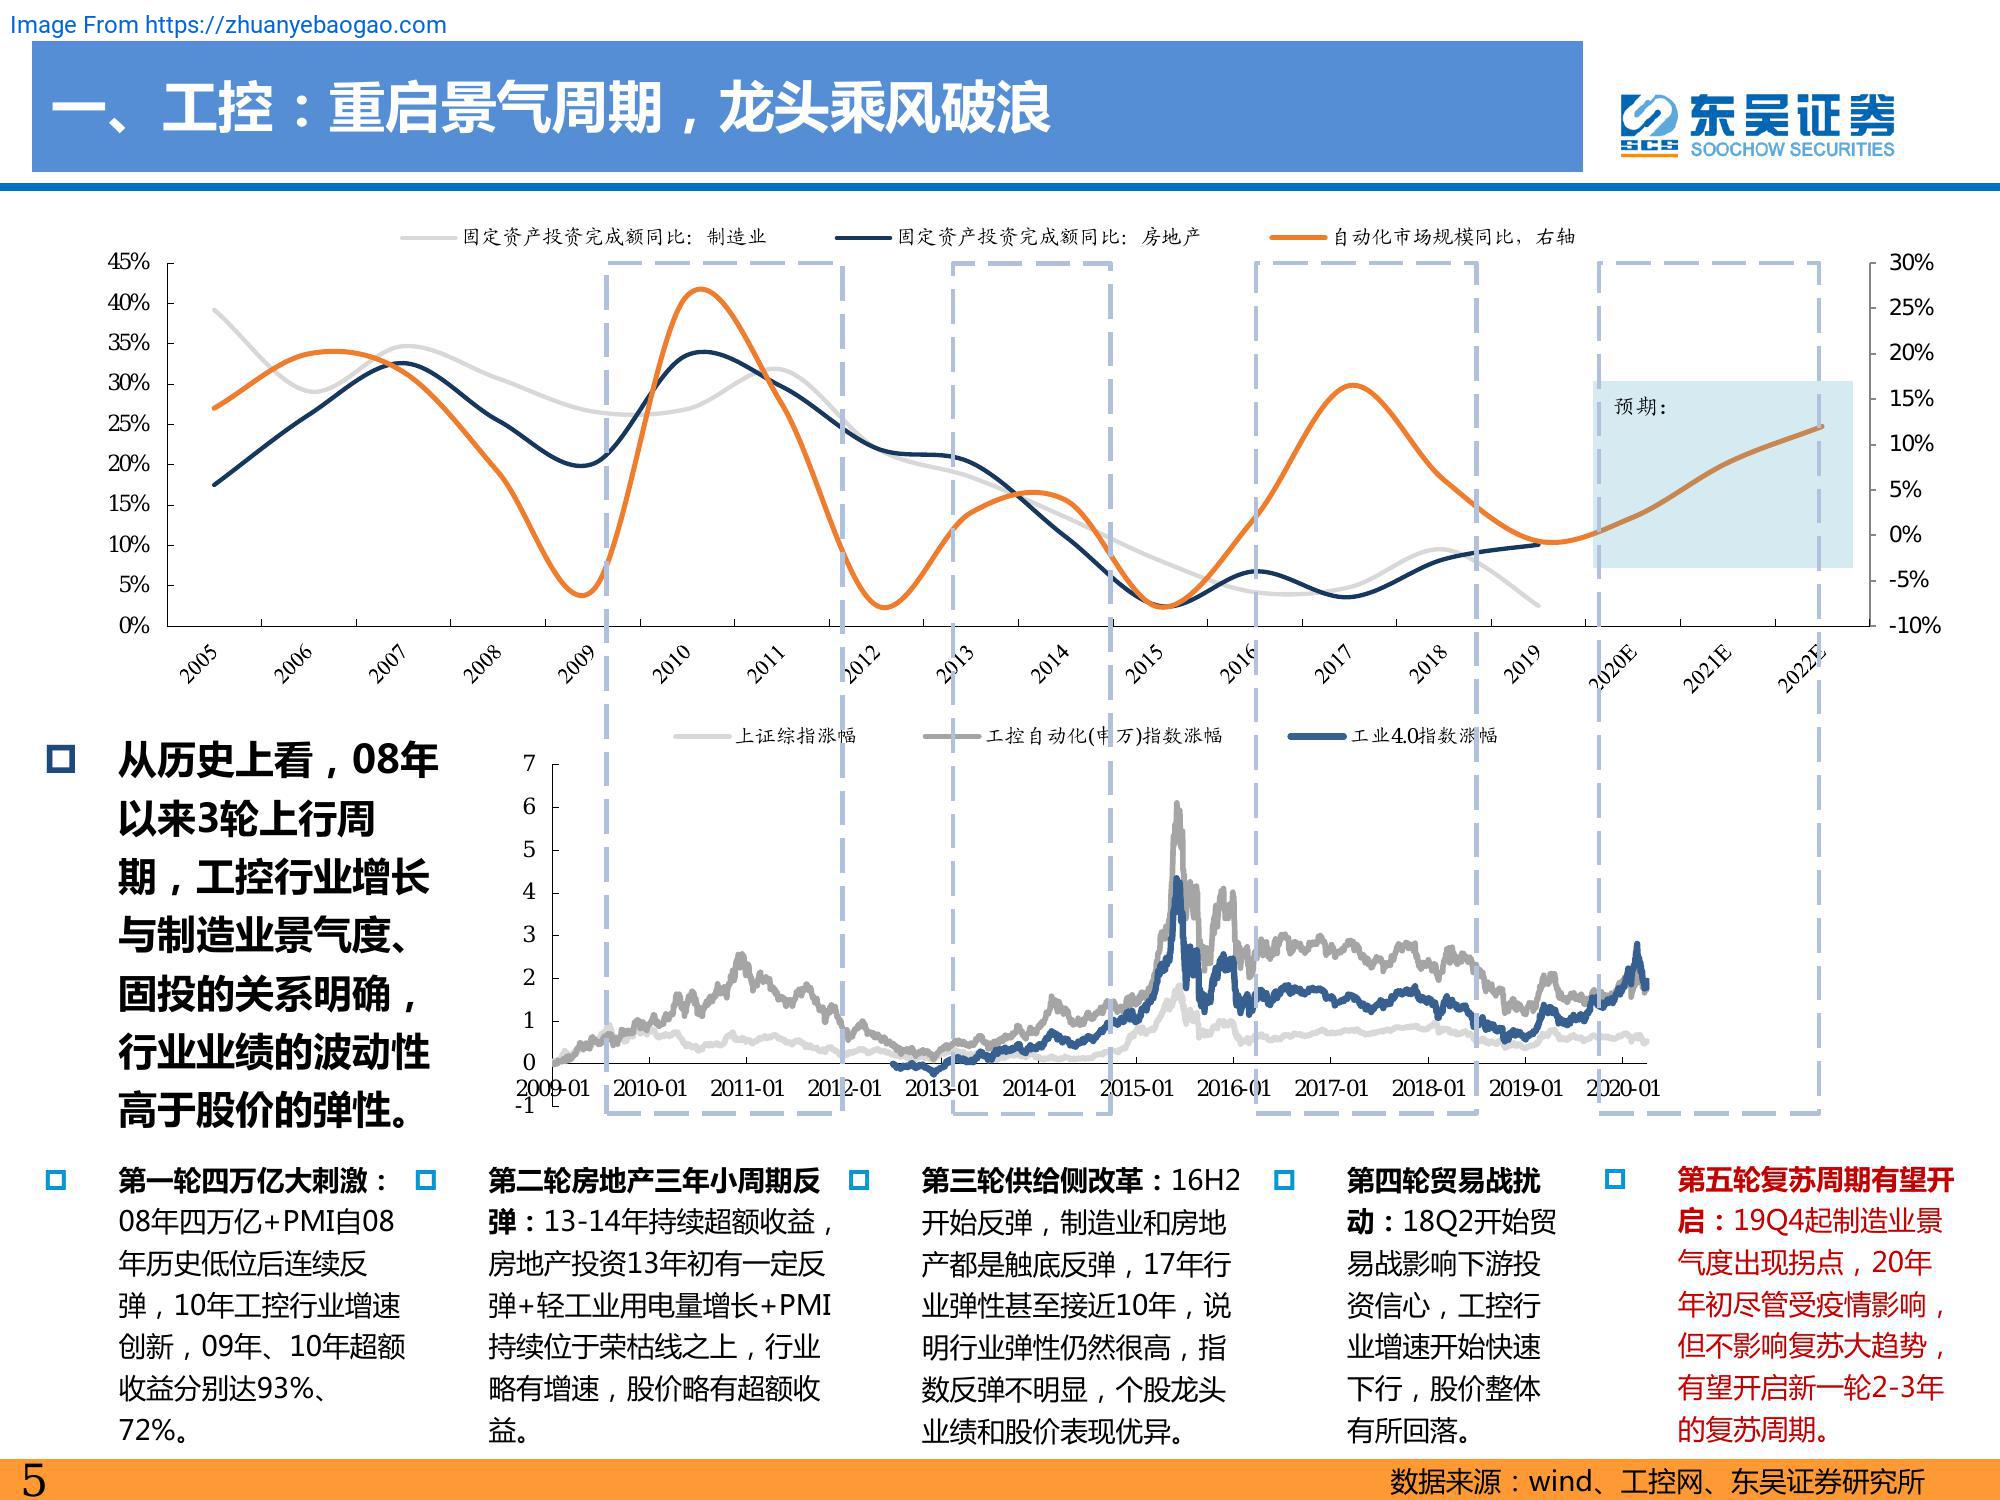 Image From https://zhuanyebaogao.com
一、工控：重启景气周期，龙头乘风破浪
东吴证券
SCS
SOOCHOW SECURITIES
固定资产投资完成额同比：制造业
固定资产投资完成额同比：房地产
自动化市场规模同比，右轴
45%
40%
35%
30%
25%
20%
15%
10%
5%
0%
30%
25%
20%
15%
10%
5%
0%
-5%
-10%
预期：
2005
2006
2007
2008
2009
2010
2011
2012
2013
2014
2015
2016
2017
2018
2019
2020E
2021E
2022E
上证综指涨幅
工控自动化(申万)指数涨幅
工业4.0指数涨幅
7
6
5
4
3
2
1
0
-1
2009-01
2010-01
2011-01
2012-01
2013-01
2014-01
2015-01
2016-01
2017-01
2018-01
2019-01
2020-01
从历史上看，08年
以来3轮上行周
期，工控行业增长
与制造业景气度、
固投的关系明确，
行业业绩的波动性
高于股价的弹性。
第一轮四万亿大刺激：
08年四万亿+PMI自08
年历史低位后连续反
弹，10年工控行业增速
创新，09年、10年超额
收益分别达93%、
72%。
第二轮房地产三年小周期反
弹：13-14年持续超额收益，
房地产投资13年初有一定反
弹+轻工业用电量增长+PMI
持续位于荣枯线之上，行业
略有增速，股价略有超额收
益。
第三轮供给侧改革：16H2
开始反弹，制造业和房地
产都是触底反弹，17年行
业弹性甚至接近10年，说
明行业弹性仍然很高，指
数反弹不明显，个股龙头
业绩和股价表现优异。
第四轮贸易战扰
动：18Q2开始贸
易战影响下游投
资信心，工控行
业增速开始快速
下行，股价整体
有所回落。
第五轮复苏周期有望开
启：19Q4起制造业景
气度出现拐点，20年
年初尽管受疫情影响，
但不影响复苏大趋势，
有望开启新一轮2-3年
的复苏周期。
5
数据来源：wind、工控网、东吴证券研究所